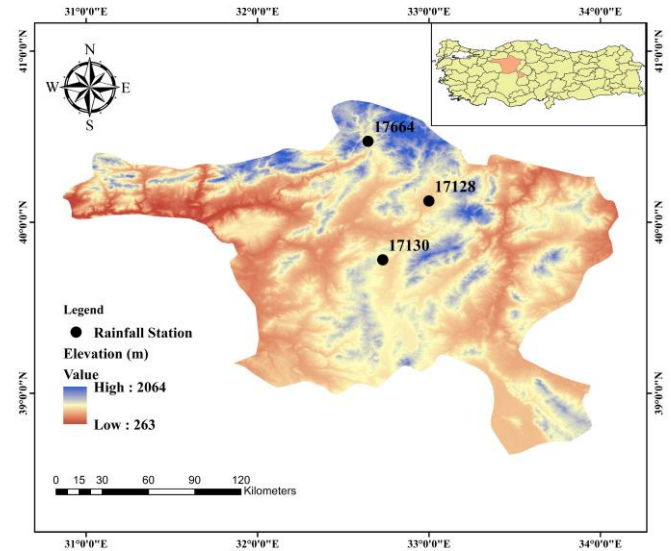 31°0'0"E 32°0'0"E 33°0'0"E 34°0'0"E
41°0'0"N
41°0'0"N
N
W E
S
17664
17128
40°0'0"N
40°0'0"N
17130
Legend
Rainfall Station
Elevation (m)
Value
High : 2064
Low : 263
39°0'0"N
39°0'0"N
0 15 30 60 90 120
Kilometers
31°0'0"E 32°0'0"E 33°0'0"E 34°0'0"E